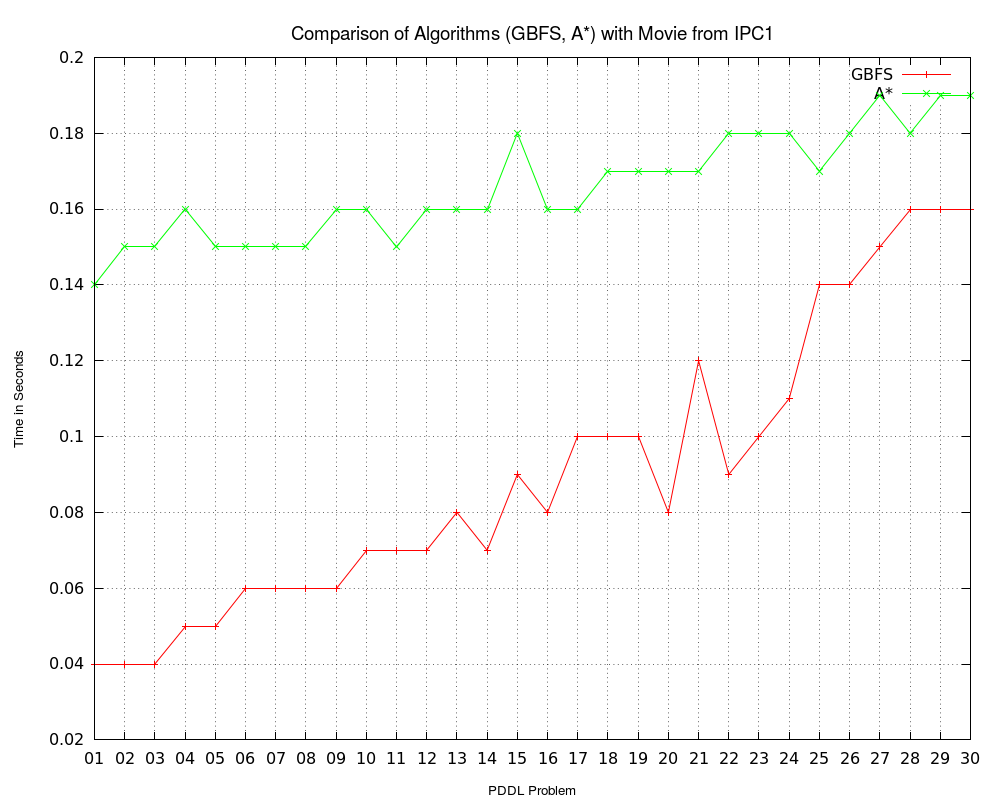 Comparison of Algorithms (GBFS, A*) with Movie from IPC1
0.2
GBFS
A*
0.18
0.16
0.14
0.12
Time in Seconds
0.1
0.08
0.06
0.04
0.02
01 02 03 04 05 06 07 08 09 10 11 12 13 14 15 16 17 18 19 20 21 22 23 24 25 26 27 28 29 30
PDDL Problem